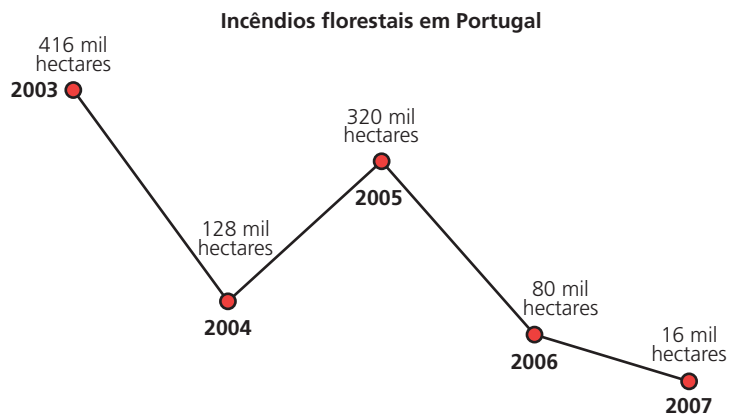 Incêndios florestais em Portugal
416 mil
hectares
2003
128 mil
hectares
2004
320 mil
hectares
2005
80 mil
hectares
2006
16 mil
hectares
2007